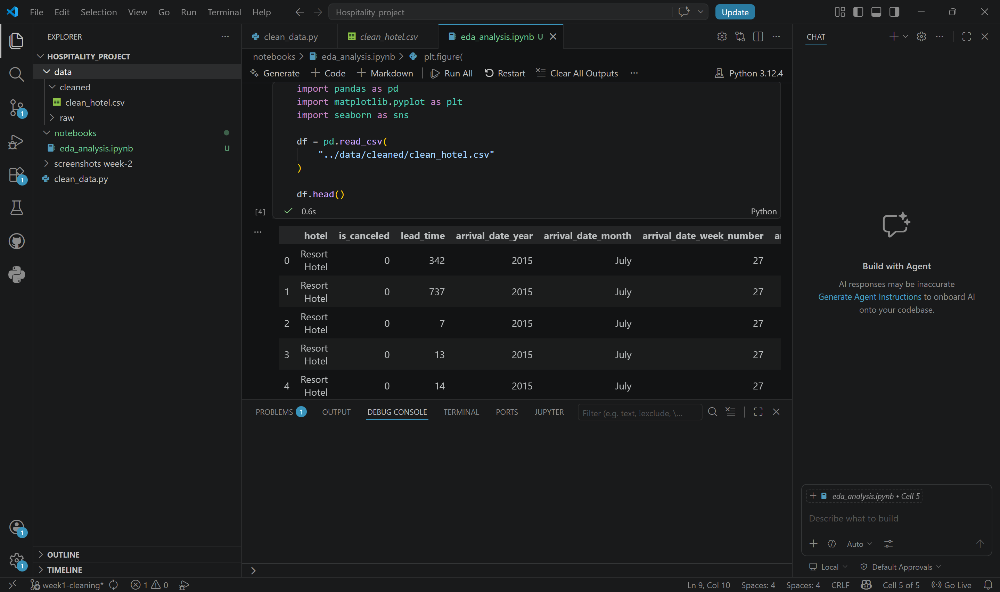 File Edit Selection View Go Run Terminal Help Hospitality_project Update
EXPLORER
HOSPITALITY_PROJECT
data
cleaned
clean_hotel.csv
raw
notebooks
eda_analysis.ipynb U
screenshots week-2
clean_data.py
OUTLINE
TIMELINE
1
1
1
1
clean_data.py clean_hotel.csv eda_analysis.ipynb U
notebooks > eda_analysis.ipynb > plt.figure(
Generate + Code + Markdown Run All Restart Clear All Outputs ... Python 3.12.4
import pandas as pd
import matplotlib.pyplot as plt
import seaborn as sns
df = pd.read_csv(
"../data/cleaned/clean_hotel.csv"
)
df.head()
[4] 0.6s Python
hotel is_canceled lead_time arrival_date_year arrival_date_month arrival_date_week_number
0 Resort Hotel 0 342 2015 July 27
1 Resort Hotel 0 737 2015 July 27
2 Resort Hotel 0 7 2015 July 27
3 Resort Hotel 0 13 2015 July 27
4 Resort Hotel 0 14 2015 July 27
PROBLEMS 1 OUTPUT DEBUG CONSOLE TERMINAL PORTS JUPYTER Filter (e.g. text, !exclude, \...
CHAT
Build with Agent
AI responses may be inaccurate
Generate Agent Instructions to onboard AI
onto your codebase.
eda_analysis.ipynb • Cell 5
Describe what to build
Auto
Local Default Approvals
week1-cleaning* 1 0 Ln 9, Col 10 Spaces: 4 Spaces: 4 CRLF Cell 5 of 5 Go Live